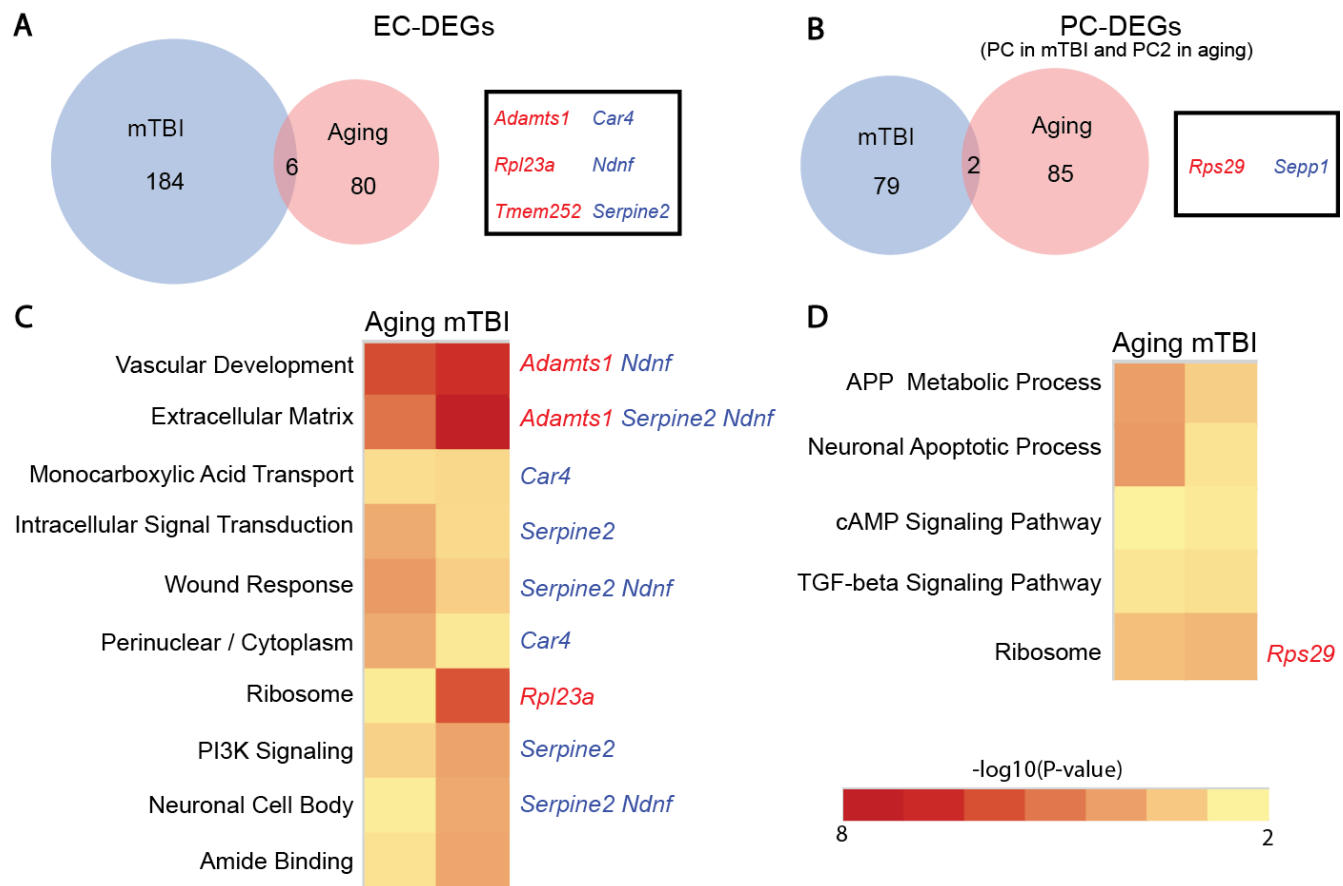 A
EC-DEGs
mTBI
184
6
Aging
80
Adamts1 Car4
Rpl23a Ndnf
Tmem252 Serpine2
B
PC-DEGs
(PC in mTBI and PC2 in aging)
mTBI
79
2
Aging
85
Rps29 Sepp1
C
Aging mTBI
Vascular Development Adamts1 Ndnf
Extracellular Matrix Adamts1 Serpine2 Ndnf
Monocarboxylic Acid Transport Car4
Intracellular Signal Transduction Serpine2
Wound Response Serpine2 Ndnf
Perinuclear / Cytoplasm Car4
Ribosome Rpl23a
PI3K Signaling Serpine2
Neuronal Cell Body Serpine2 Ndnf
Amide Binding
D
Aging mTBI
APP Metabolic Process
Neuronal Apoptotic Process
cAMP Signaling Pathway
TGF-beta Signaling Pathway
Ribosome Rps29
-log10(P-value)
8 2